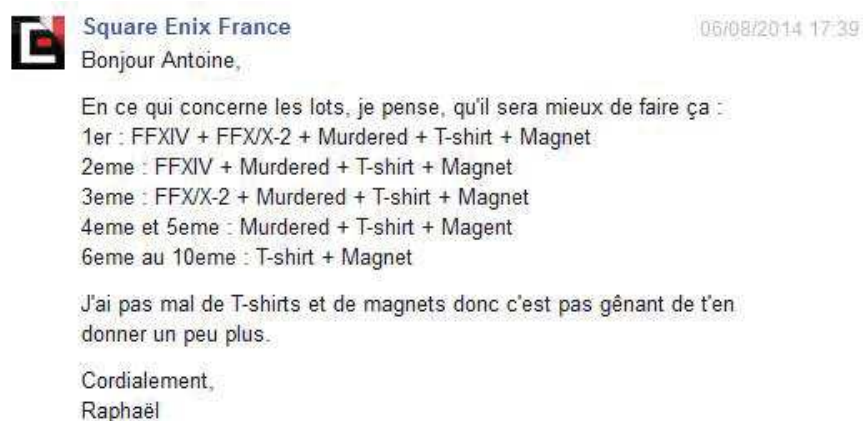 Square Enix France
06/08/2014 17:39
Bonjour Antoine,
En ce qui concerne les lots, je pense, qu'il sera mieux de faire ça :
1er : FFXIV + FFX/X-2 + Murdered + T-shirt + Magnet
2eme : FFXIV + Murdered + T-shirt + Magnet
3eme : FFX/X-2 + Murdered + T-shirt + Magnet
4eme et 5eme : Murdered + T-shirt + Magent
6eme au 10eme : T-shirt + Magnet
J'ai pas mal de T-shirts et de magnets donc c'est pas gênant de t'en
donner un peu plus.
Cordialement,
Raphaël